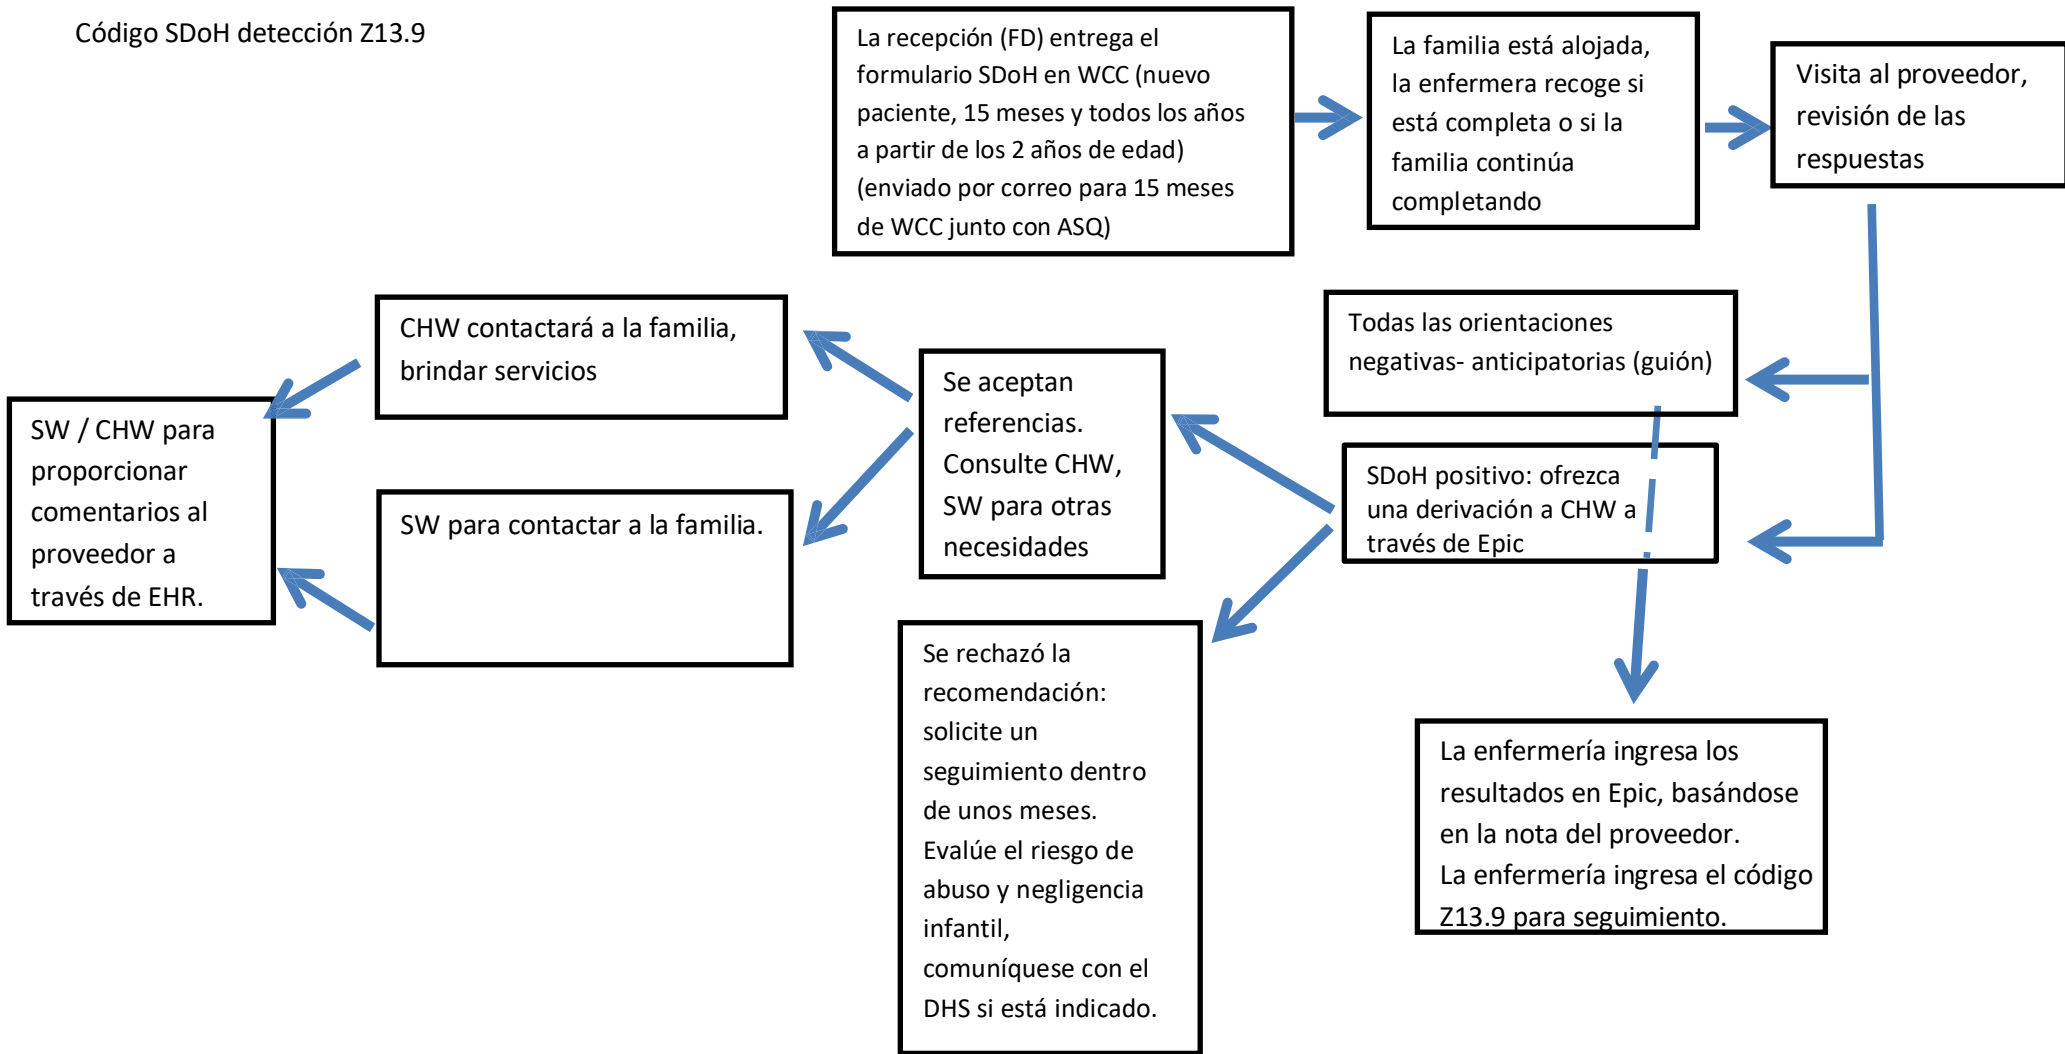 Código SDoH detección Z13.9
La recepción (FD) entrega el
formulario SDoH en WCC (nuevo
paciente, 15 meses y todos los años
a partir de los 2 años de edad)
(enviado por correo para 15 meses
de WCC junto con ASQ)
La familia está alojada,
la enfermera recoge si
está completa o si la
familia continúa
completando
Visita al proveedor,
revisión de las
respuestas
Todas las orientaciones
negativas- anticipatorias (guión)
SDoH positivo: ofrezca
una derivación a CHW a
través de Epic
Se aceptan
referencias.
Consulte CHW,
SW para otras
necesidades
CHW contactará a la familia,
brindar servicios
SW para contactar a la familia.
SW / CHW para
proporcionar
comentarios al
proveedor a
través de EHR.
Se rechazó la
recomendación:
solicite un
seguimiento dentro
de unos meses.
Evalúe el riesgo de
abuso y negligencia
infantil,
comuníquese con el
DHS si está indicado.
La enfermería ingresa los
resultados en Epic, basándose
en la nota del proveedor.
La enfermería ingresa el código
Z13.9 para seguimiento.